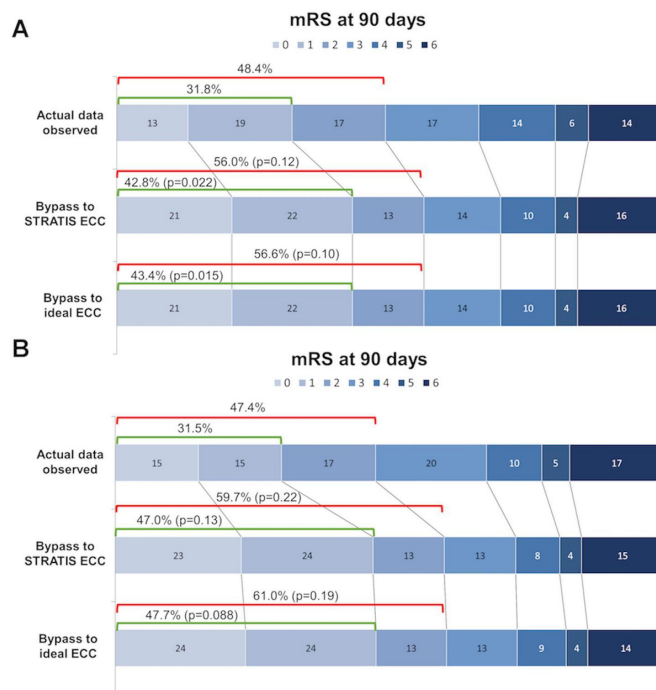 A
mRS at 90 days
0 1 2 3 4 5 6
48.4%
31.8%
Actual data
observed
13 19 17 17 14 6 14
56.0% (p=0.12)
42.8% (p=0.022)
Bypass to
STRATIS ECC
21 22 13 14 10 4 16
56.6% (p=0.10)
43.4% (p=0.015)
Bypass to
ideal ECC
21 22 13 14 10 4 16
B
mRS at 90 days
0 1 2 3 4 5 6
47.4%
31.5%
Actual data
observed
15 15 17 20 10 5 17
59.7% (p=0.22)
47.0% (p=0.13)
Bypass to
STRATIS ECC
23 24 13 13 8 4 15
61.0% (p=0.19)
47.7% (p=0.088)
Bypass to
ideal ECC
24 24 13 13 9 4 14